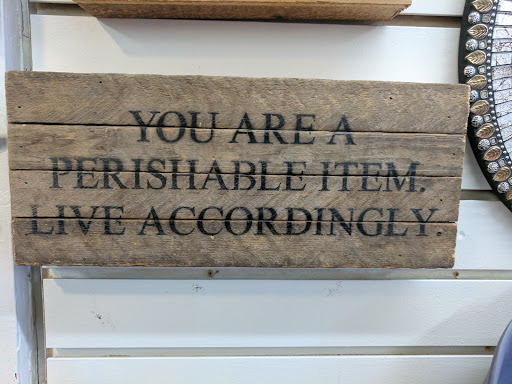 YOU ARE A
PERISHABLE ITEM.
LIVE ACCORDINGLY.